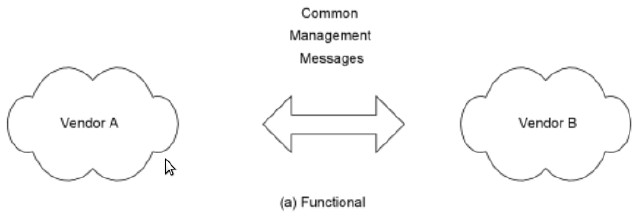 Common
Management
Messages
Vendor A
Vendor B
(a) Functional